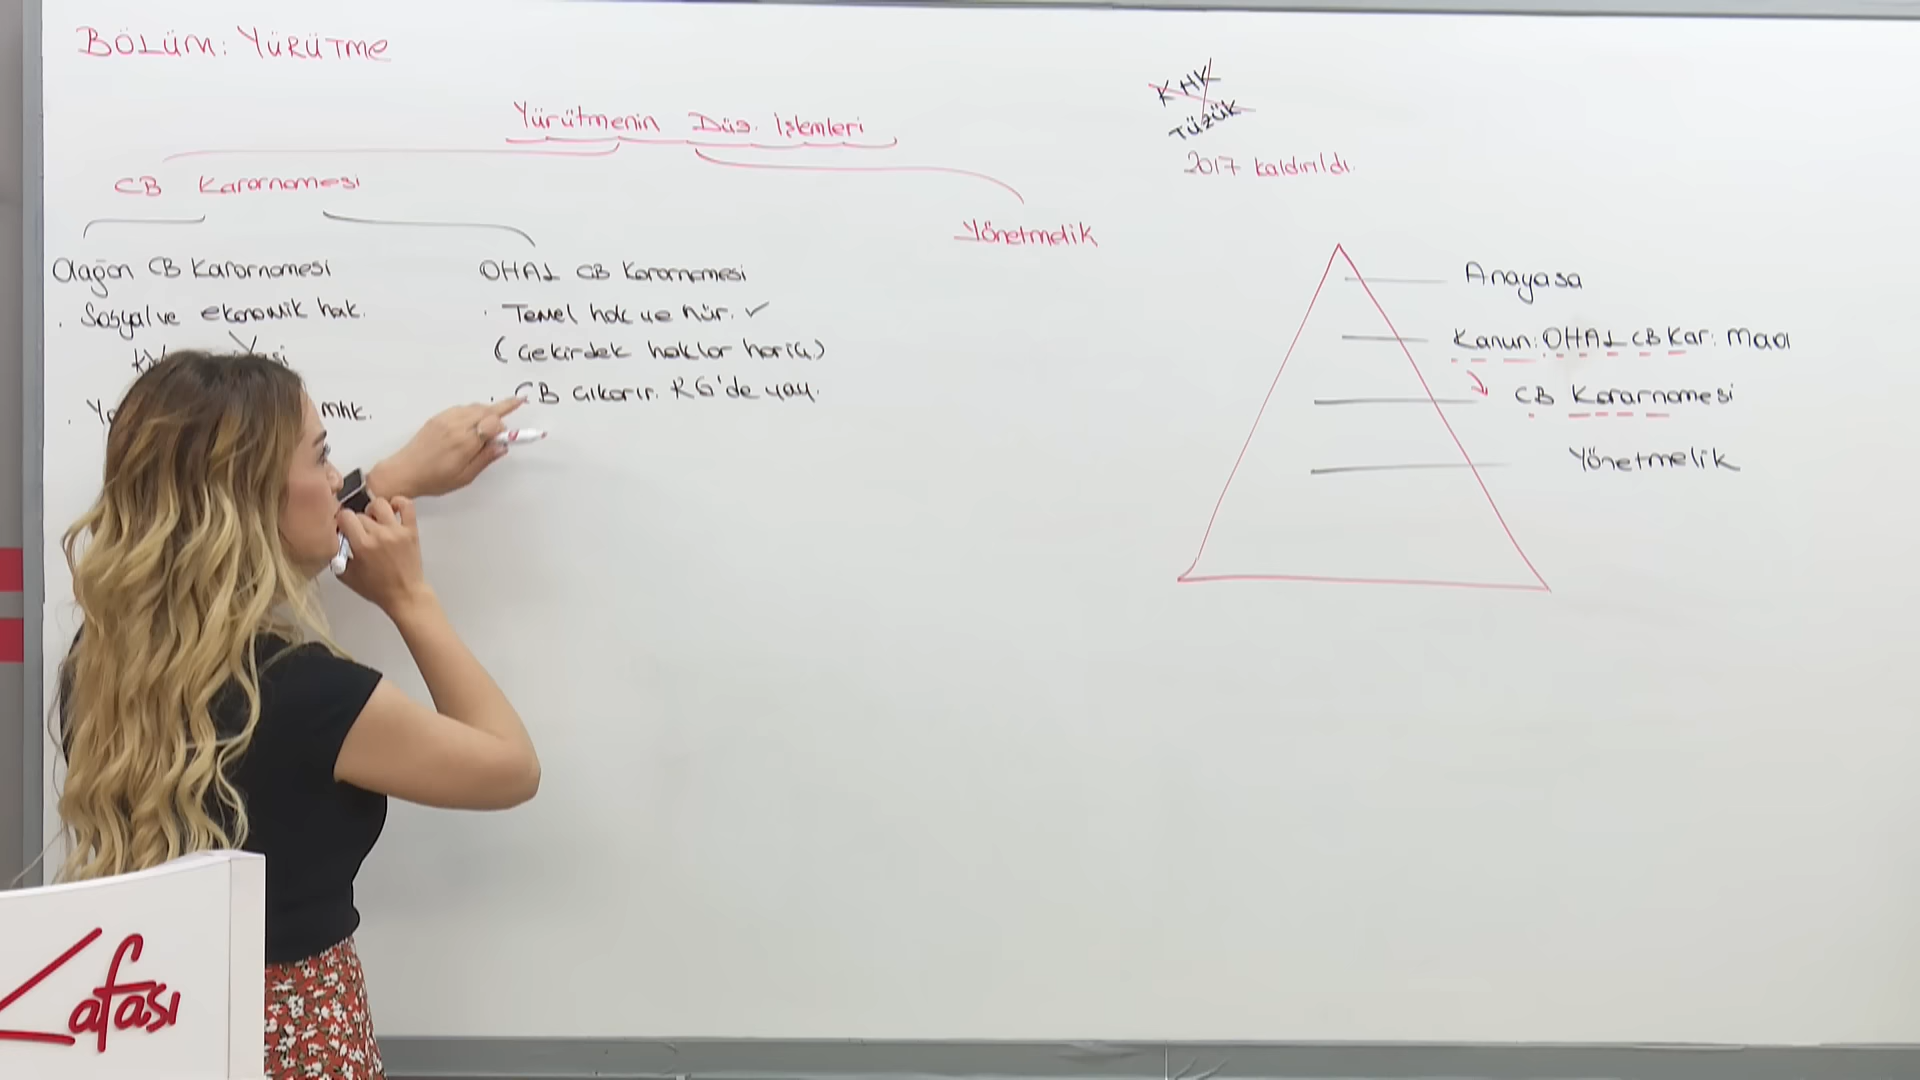 BÖLÜM: YÜRÜTME
Yürütmenin Düz. İşlemleri
CB Kararnamesi
Yönetmelik
Olağan CB Kararnamesi
. Sosyal ve ekonomik hak.
mhk.
OHAL CB Kararnamesi
. Temel hak ve hür. ✓
(Çekirdek haklar hariç)
. CB çıkarır. RG'de yay.
KHK
TÜZÜK
2017 kaldırıldı.
Anayasa
Kanun: OHAL CB Kar:
CB Kararnamesi
Yönetmelik
afası